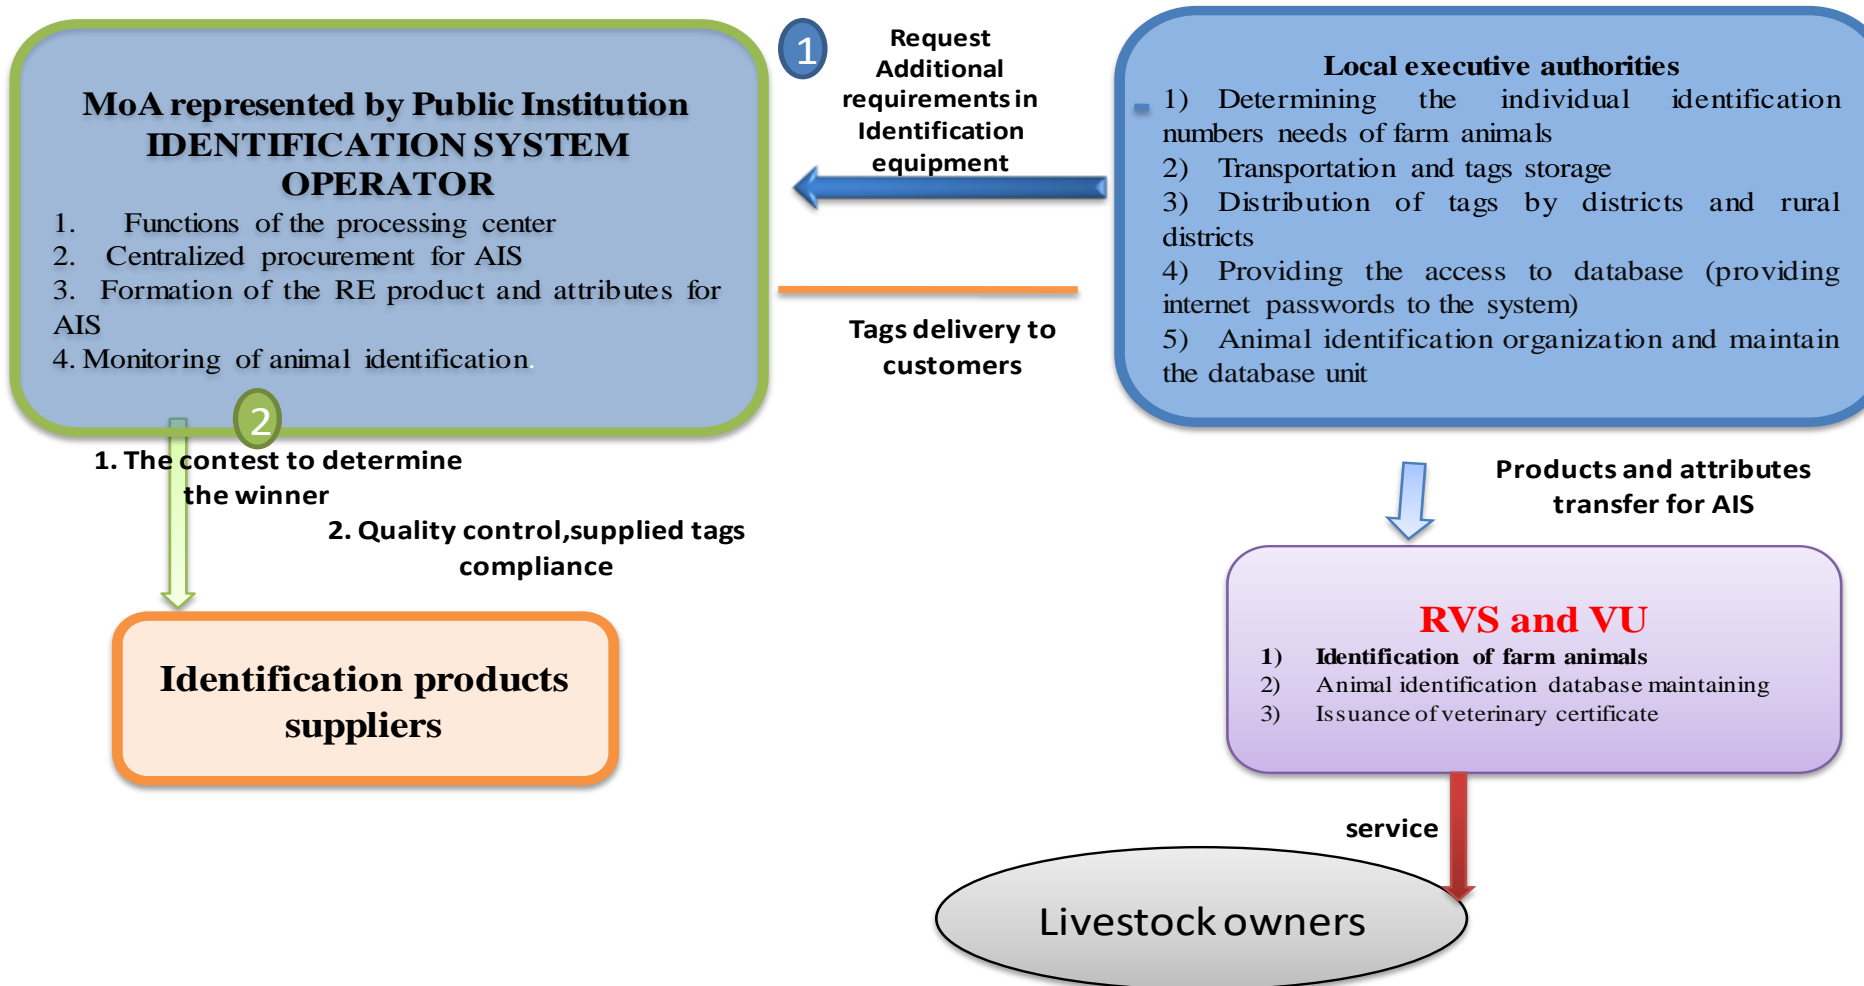 MoA represented by Public Institution
IDENTIFICATION SYSTEM
OPERATOR
1. Functions of the processing center
2. Centralized procurement for AIS
3. Formation of the RE product and attributes for
AIS
4. Monitoring of animal identification.
1
Request
Additional
requirements in
Identification
equipment
Tags delivery to
customers
Local executive authorities
- 1) Determining the individual identification
numbers needs of farm animals
2) Transportation and tags storage
3) Distribution of tags by districts and rural
districts
4) Providing the access to database (providing
internet passwords to the system)
5) Animal identification organization and maintain
the database unit
2
1. The contest to determine
the winner
2. Quality control,supplied tags
compliance
Identification products
suppliers
Products and attributes
transfer for AIS
RVS and VU
1) Identification of farm animals
2) Animal identification database maintaining
3) Issuance of veterinary certificate
service
Livestock owners